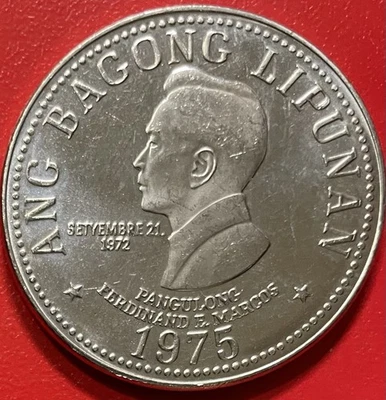 ANG BAGONG LIPUNAN
SETYEMBRE 21.
1972
PANGULONG
FERDINAND E. MARCOS
1975